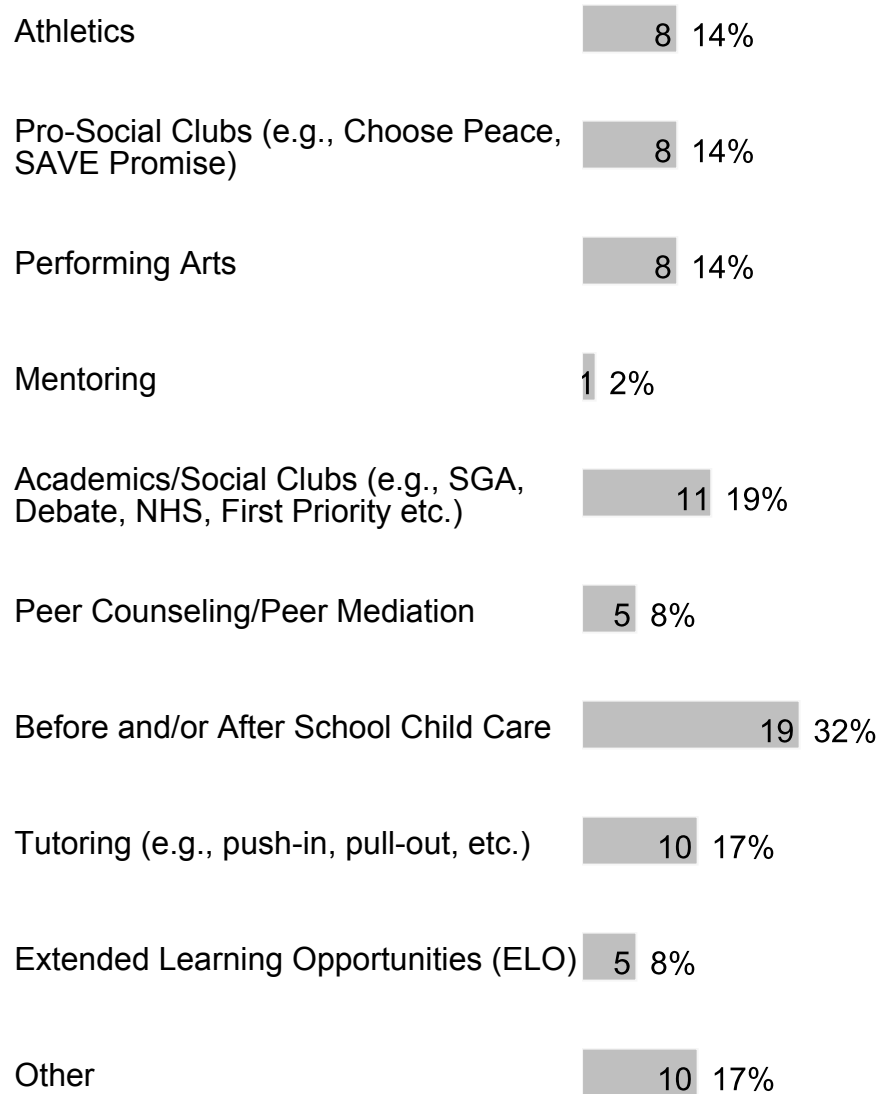 Athletics 8 14%
Pro-Social Clubs (e.g., Choose Peace,
SAVE Promise) 8 14%
Performing Arts 8 14%
Mentoring 1 2%
Academics/Social Clubs (e.g., SGA,
Debate, NHS, First Priority etc.) 11 19%
Peer Counseling/Peer Mediation 5 8%
Before and/or After School Child Care 19 32%
Tutoring (e.g., push-in, pull-out, etc.) 10 17%
Extended Learning Opportunities (ELO) 5 8%
Other 10 17%